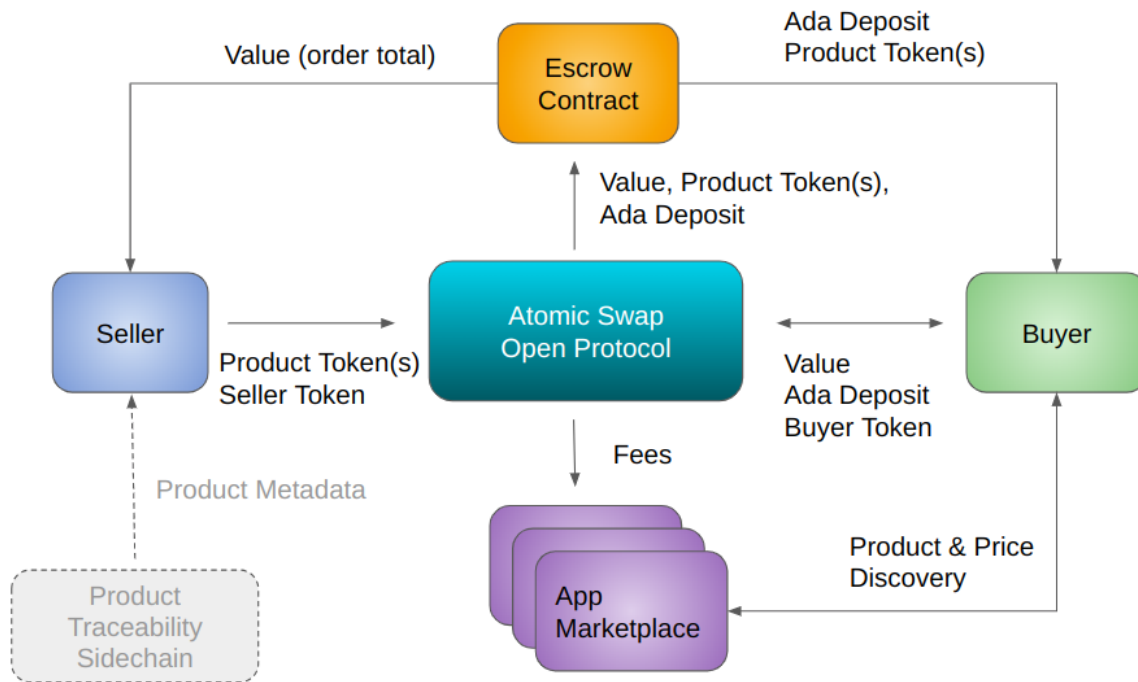 Value (order total)
Escrow
Contract
Ada Deposit
Product Token(s)
Value, Product Token(s),
Ada Deposit
Seller
Product Token(s)
Seller Token
Atomic Swap
Open Protocol
Value
Ada Deposit
Buyer Token
Buyer
Product Metadata
Fees
Product
Traceability
Sidechain
App
Marketplace
Product & Price
Discovery